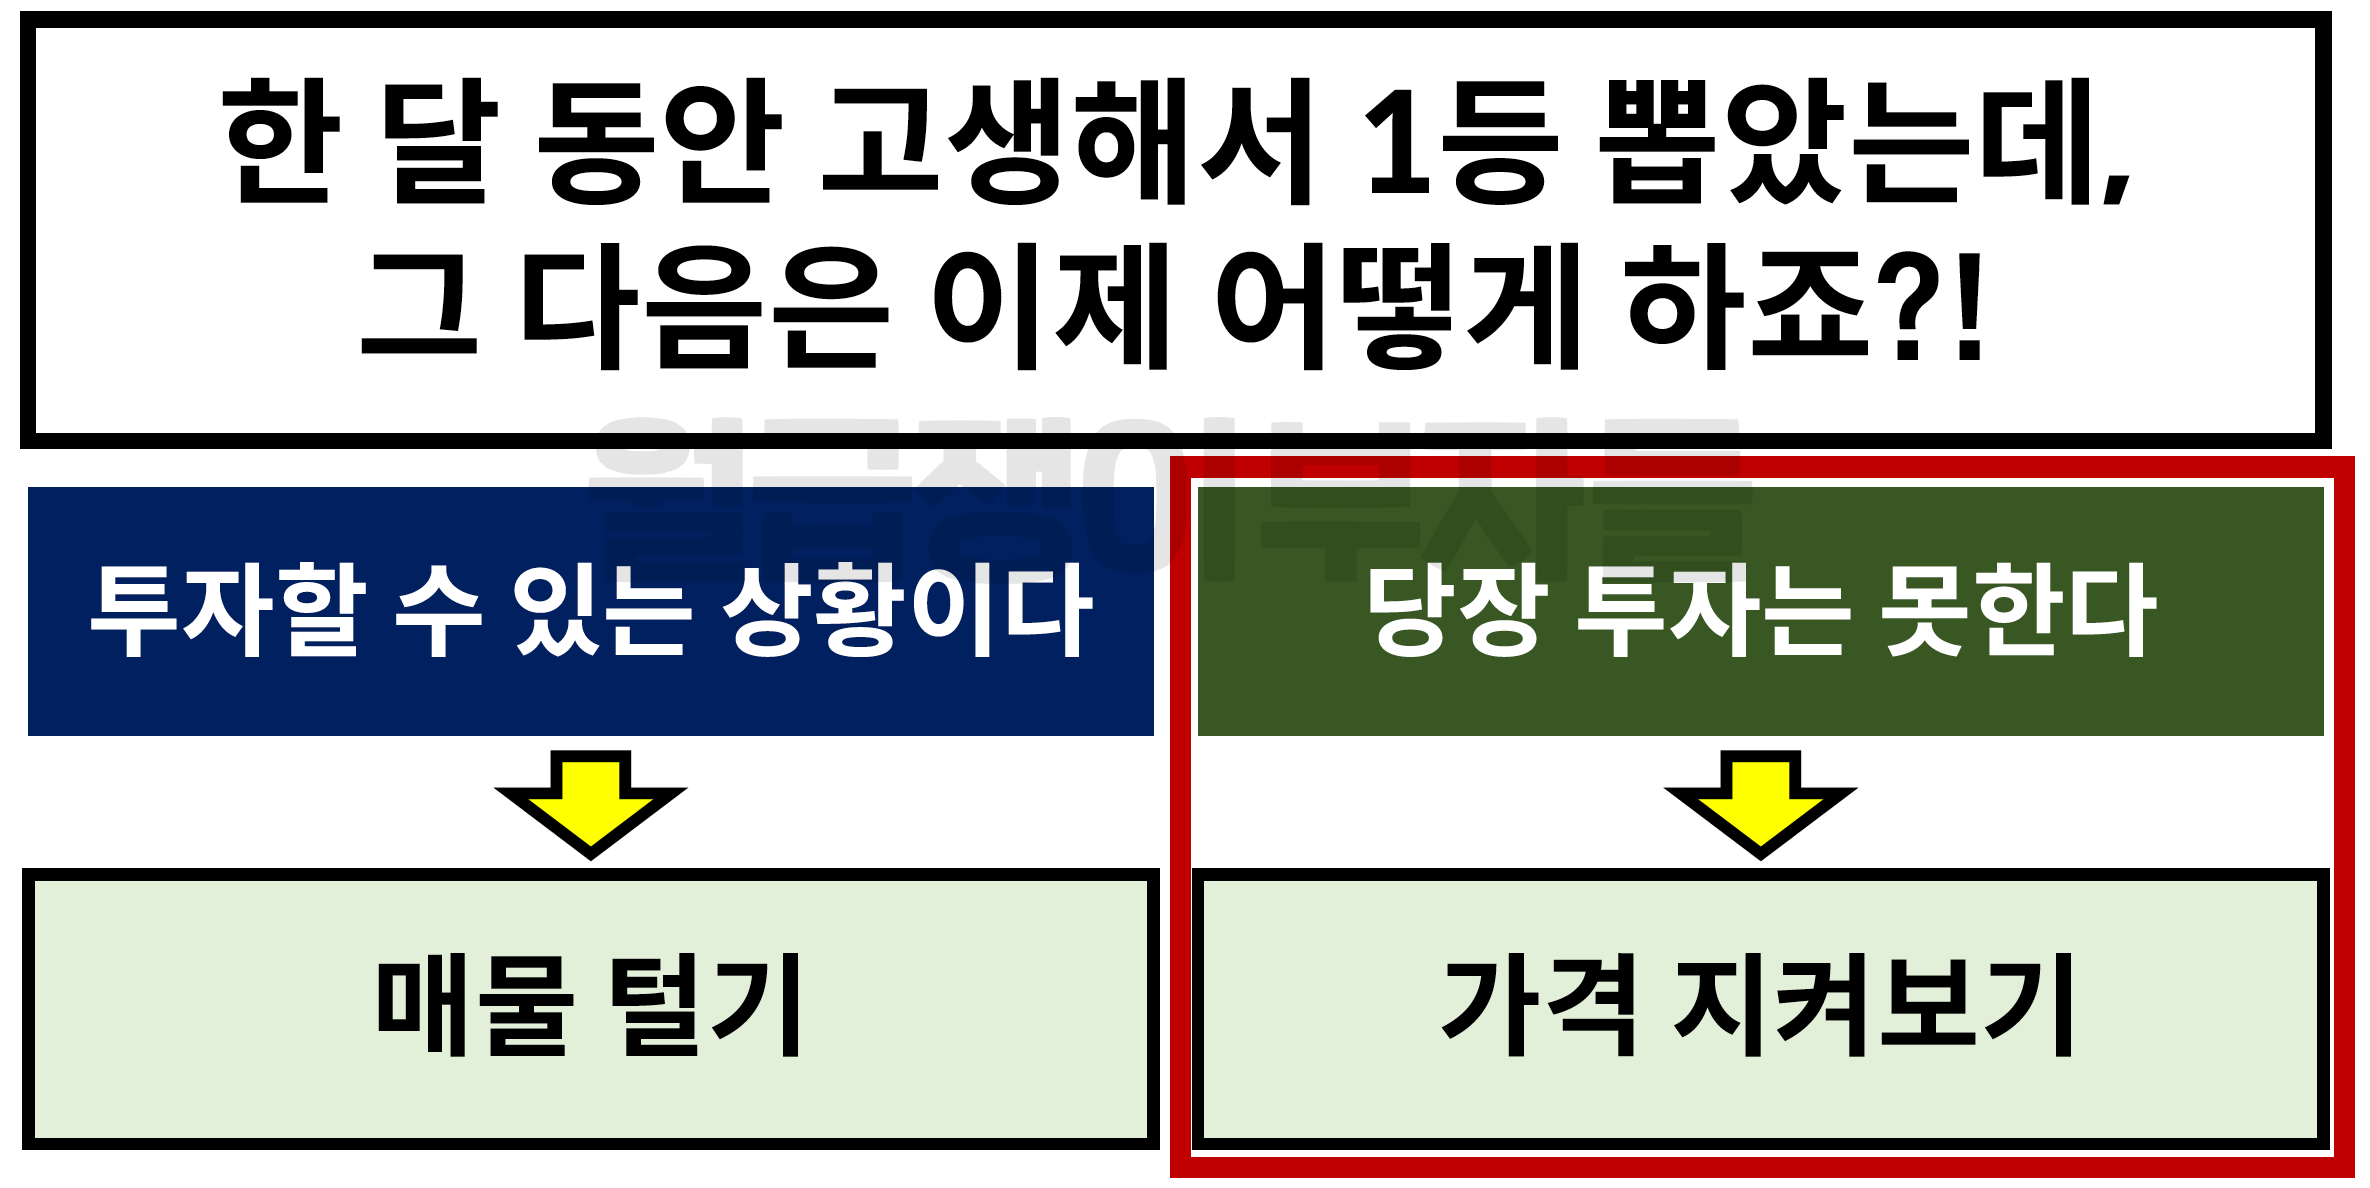 한 달 동안 고생해서 1등 뽑았는데,
그 다음은 이제 어떻게 하죠?!
월급쟁이부자들
투자할 수 있는 상황이다
당장 투자는 못한다
매물 털기
가격 지켜보기